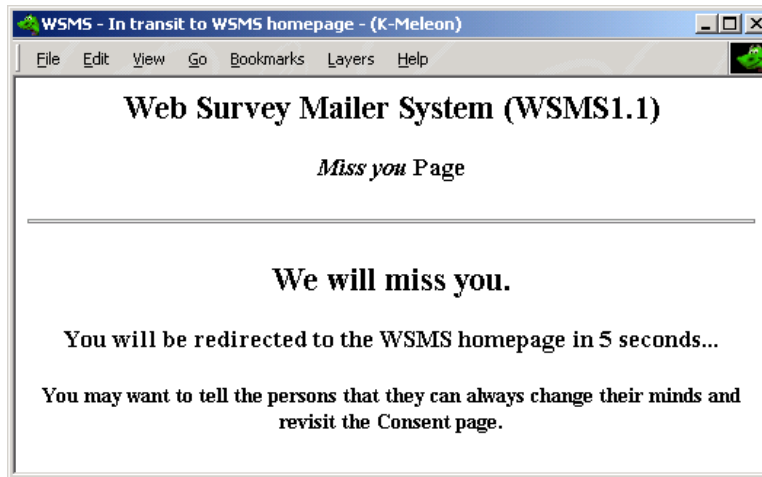 WSMS - In transit to WSMS homepage - (K-Meleon)
File Edit View Go Bookmarks Layers Help
Web Survey Mailer System (WSMS1.1)
Miss you Page
We will miss you.
You will be redirected to the WSMS homepage in 5 seconds...
You may want to tell the persons that they can always change their minds and
revisit the Consent page.